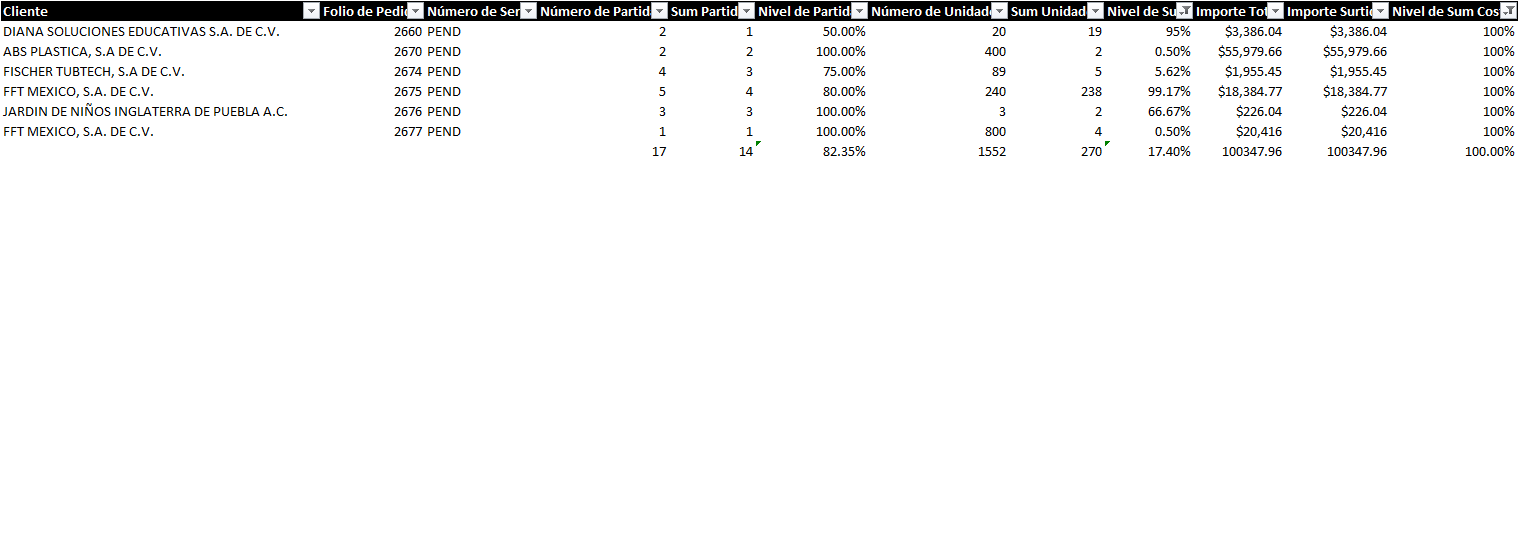 Cliente Folio de Pedic Número de Ser Número de Partid Sum Partid Nivel de Partid Número de Unidad Sum Unidad Nivel de Su Importe Tot Importe Surtic Nivel de Sum Cos
DIANA SOLUCIONES EDUCATIVAS S.A. DE C.V. 2660 PEND 2 1 50.00% 20 19 95% $3,386.04 $3,386.04 100%
ABS PLASTICA, S.A DE C.V. 2670 PEND 2 2 100.00% 400 2 0.50% $55,979.66 $55,979.66 100%
FISCHER TUBTECH, S.A DE C.V. 2674 PEND 4 3 75.00% 89 5 5.62% $1,955.45 $1,955.45 100%
FFT MEXICO, S.A. DE C.V. 2675 PEND 5 4 80.00% 240 238 99.17% $18,384.77 $18,384.77 100%
JARDIN DE NIÑOS INGLATERRA DE PUEBLA A.C. 2676 PEND 3 3 100.00% 3 2 66.67% $226.04 $226.04 100%
FFT MEXICO, S.A. DE C.V. 2677 PEND 1 1 100.00% 800 4 0.50% $20,416 $20,416 100%
17 14 82.35% 1552 270 17.40% 100347.96 100347.96 100.00%